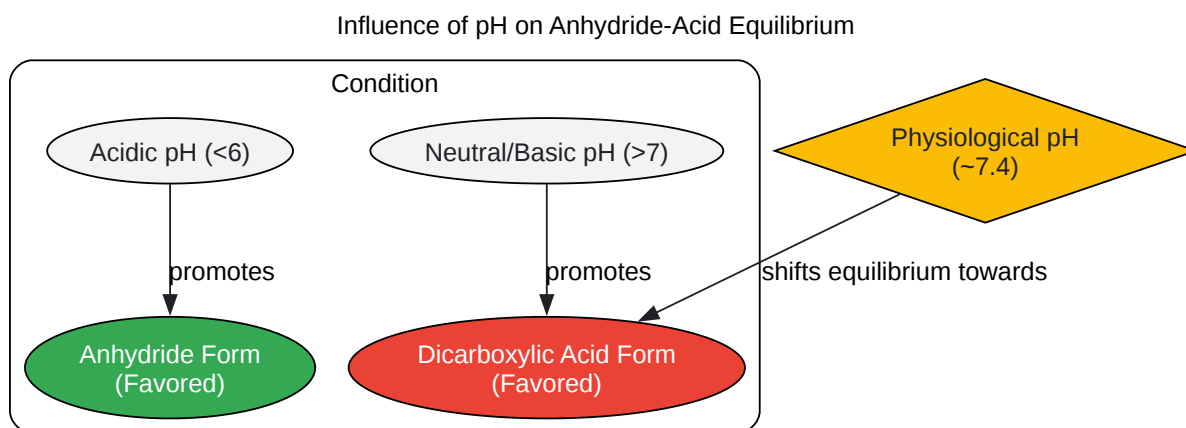 Influence of pH on Anhydride-Acid Equilibrium
Condition
Acidic pH (<6)
Neutral/Basic pH (>7)
Physiological pH
(~7.4)
promotes
promotes
shifts equilibrium towards
Anhydride Form
(Favored)
Dicarboxylic Acid Form
(Favored)